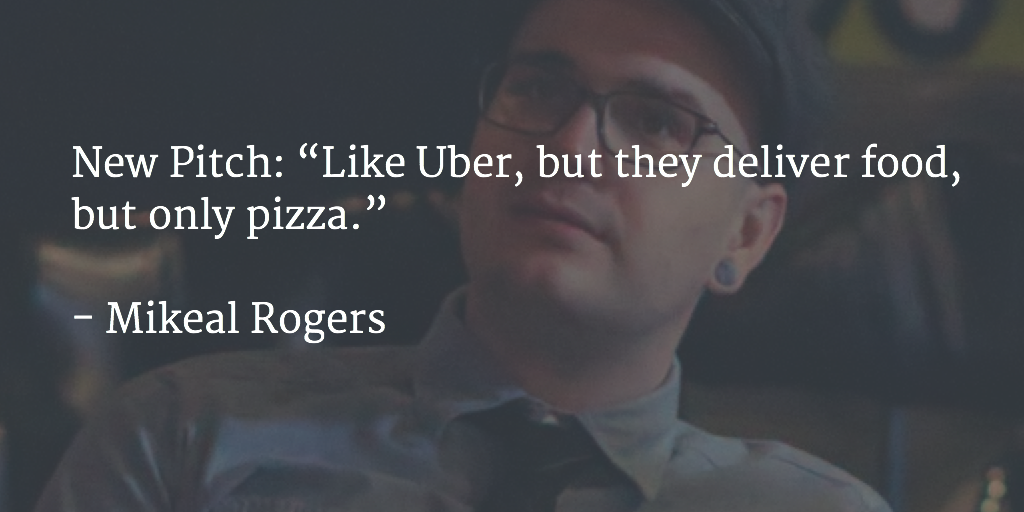 New Pitch: “Like Uber, but they deliver food,
but only pizza.”
- Mikeal Rogers